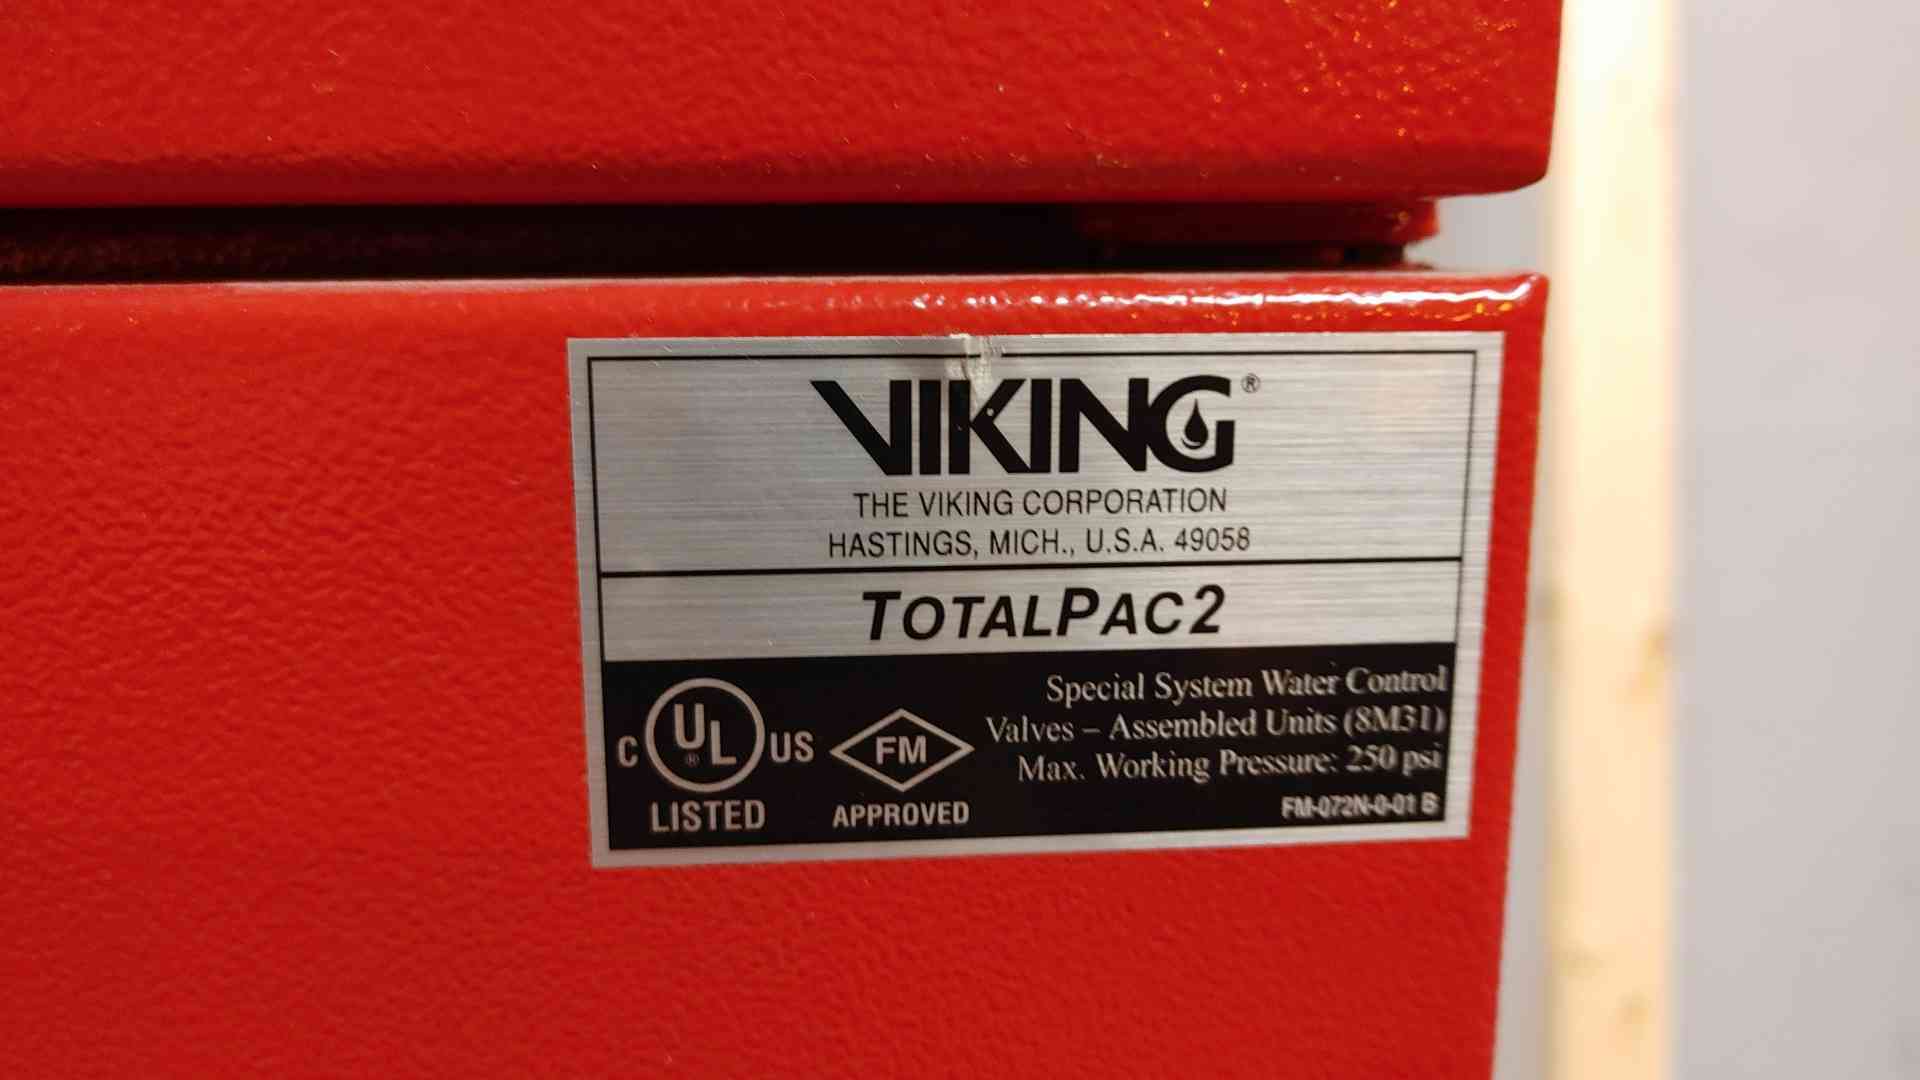 VIKING®
THE VIKING CORPORATION
HASTINGS, MICH., U.S.A. 49058
TOTALPAC2
C UL® US
LISTED
FM
APPROVED
Special System Water Control
Valves – Assembled Units (8M31)
Max. Working Pressure: 250 psi
FM-072N-0-01 B